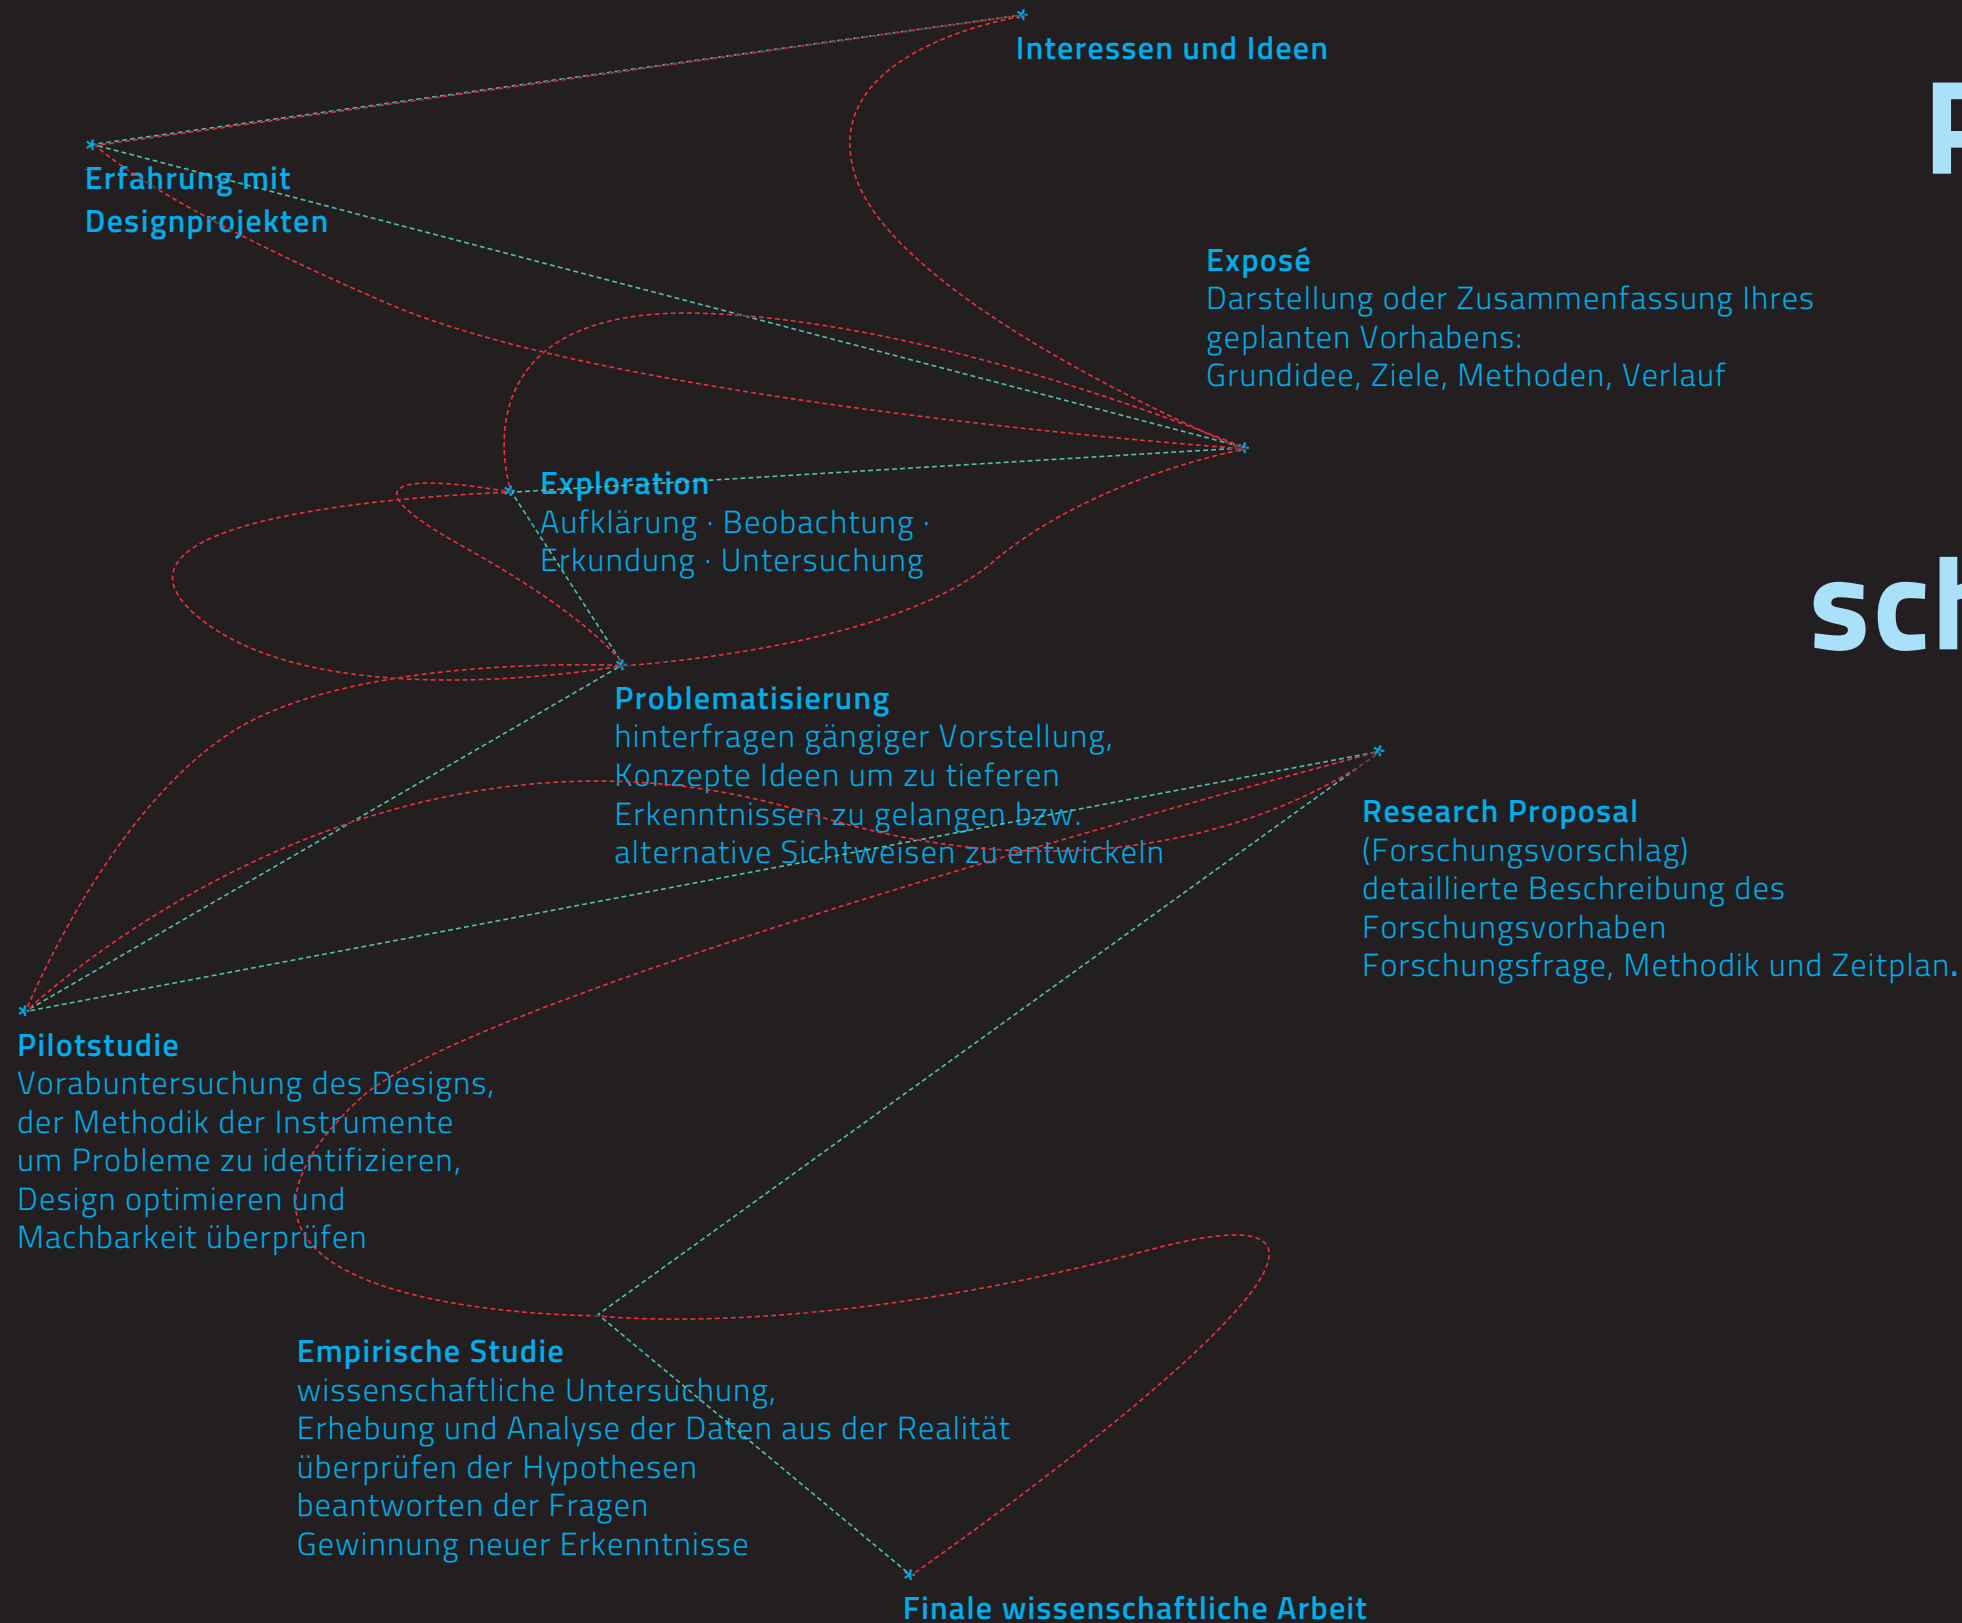 Interessen und Ideen
Erfahrung mit
Designprojekten
Exposé
Darstellung oder Zusammenfassung Ihres
geplanten Vorhabens:
Grundidee, Ziele, Methoden, Verlauf
Exploration
Aufklärung · Beobachtung ·
Erkundung · Untersuchung
sch
Problematisierung
hinterfragen gängiger Vorstellung,
Konzepte Ideen um zu tieferen
Erkenntnissen zu gelangen bzw.
alternative Sichtweisen zu entwickeln
Research Proposal
(Forschungsvorschlag)
detaillierte Beschreibung des
Forschungsvorhaben
Forschungsfrage, Methodik und Zeitplan.
Pilotstudie
Vorabuntersuchung des Designs,
der Methodik der Instrumente
um Probleme zu identifizieren,
Design optimieren und
Machbarkeit überprüfen
Empirische Studie
wissenschaftliche Untersuchung,
Erhebung und Analyse der Daten aus der Realität
überprüfen der Hypothesen
beantworten der Fragen
Gewinnung neuer Erkenntnisse
Finale wissenschaftliche Arbeit